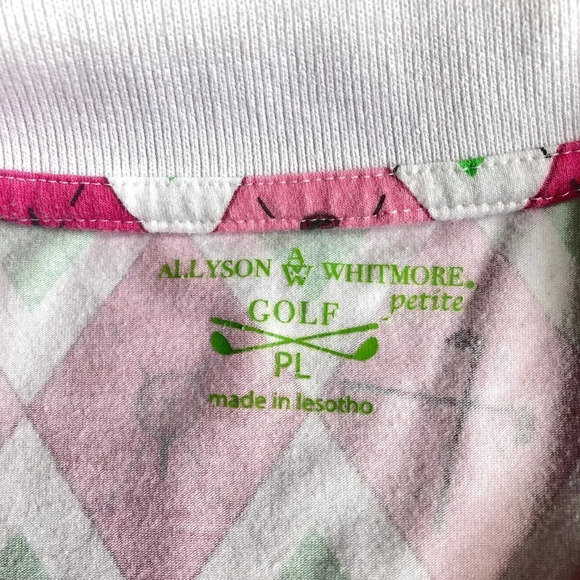 ALLYSON AW WHITMORE®
GOLF petite
PL
made in lesotho